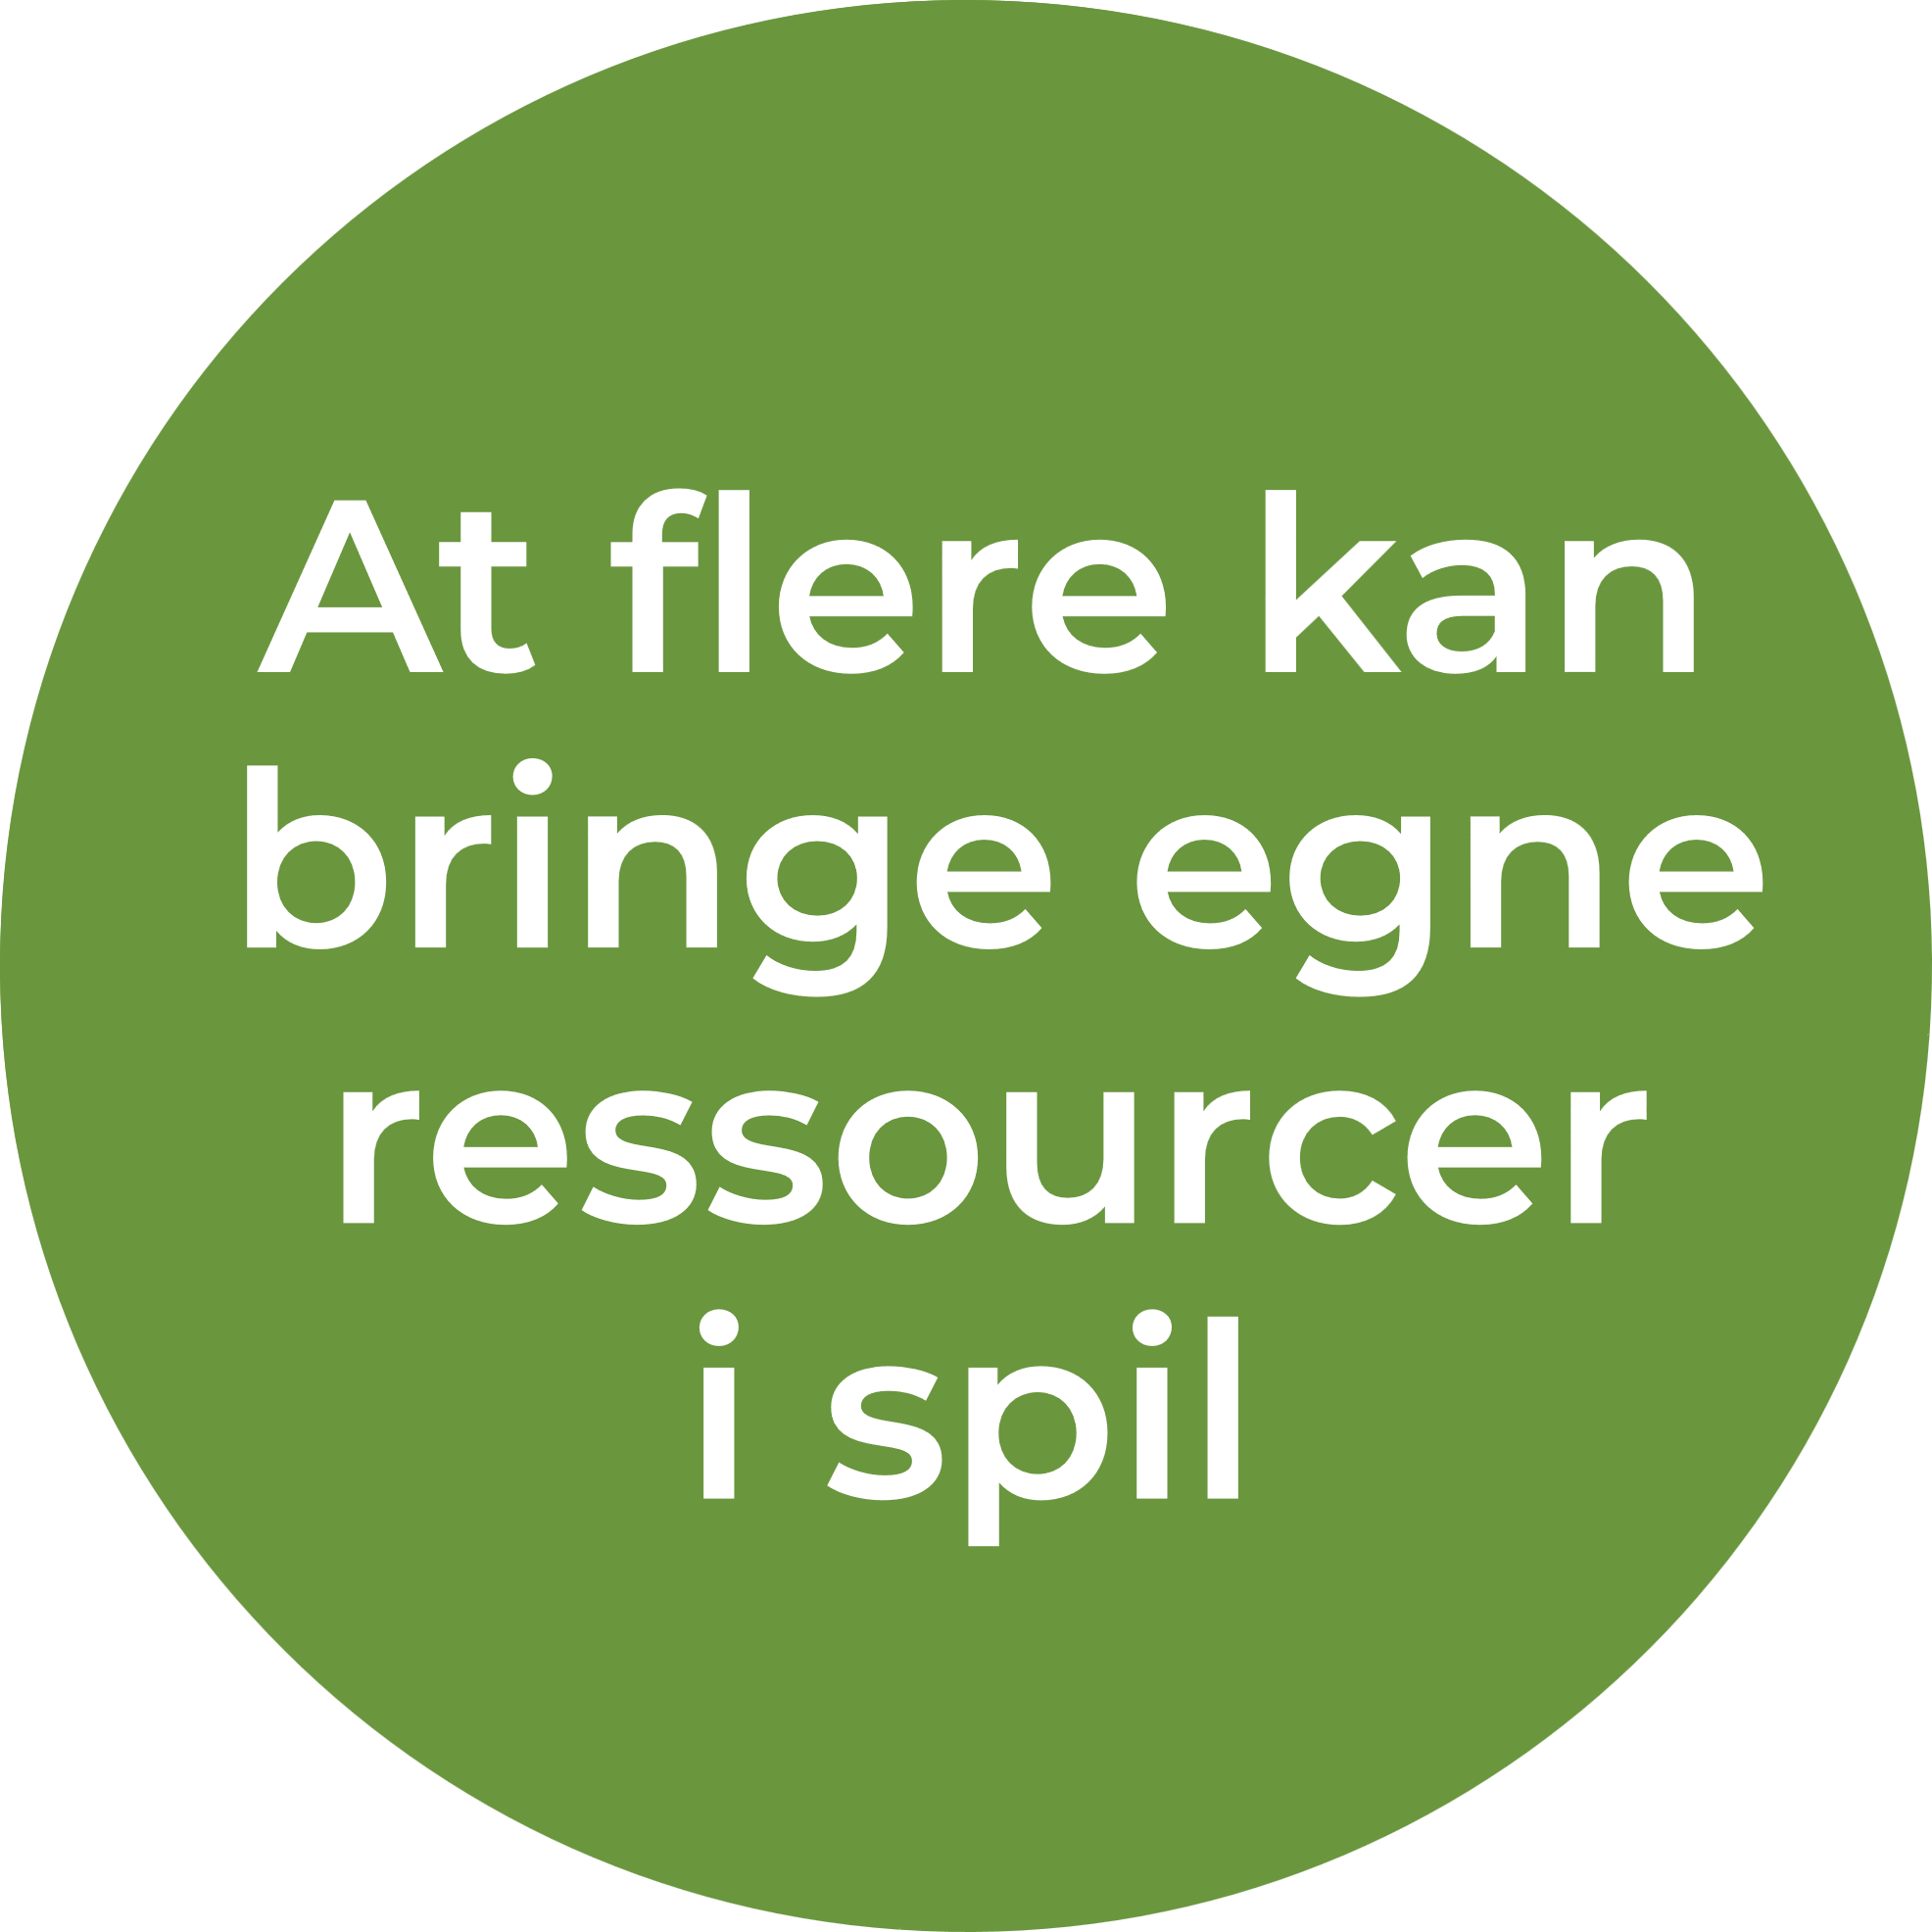 At flere kan
bringe egne
ressourcer
i spil